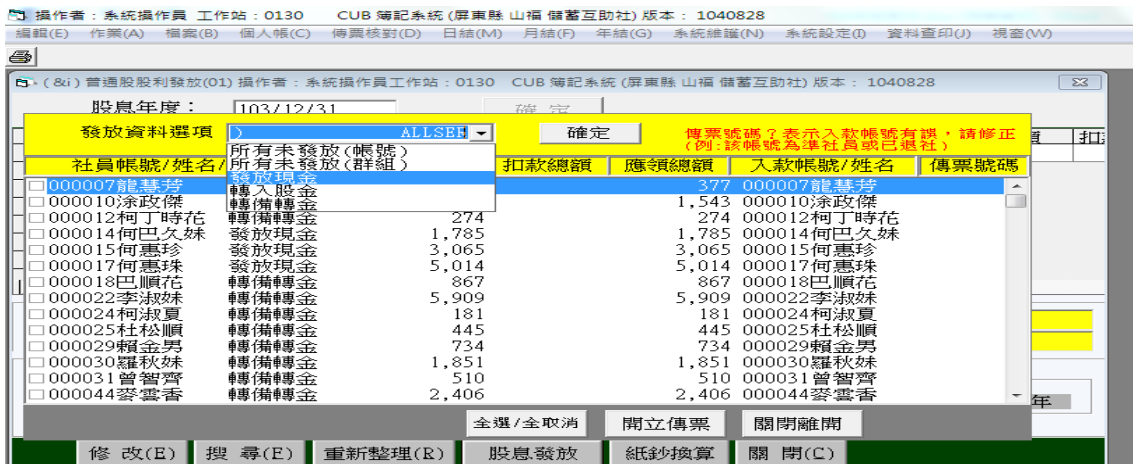 操作者：系統操作員 工作站：0130 CUB 簿記系統 (屏東縣 山福 儲蓄互助社) 版本： 1040828
編輯(E) 作業(A) 檔案(B) 個人帳(C) 傳票核對(D) 日結(M) 月結(F) 年結(G) 系統維護(N) 系統設定(I) 資料查印(J) 視窗(W)
( &i ) 普通股股利發放(01) 操作者：系統操作員工作站：0130 CUB 簿記系統 (屏東縣 山福 儲蓄互助社) 版本： 1040828
股息年度： 103/12/31 確 定
發放資料選項 ) ALLSEE 確定 傳票號碼？表示入款帳號有誤，請修正
(例:該帳號為準社員或已退社)
扣
所有未發放(帳號)
所有未發放(群組)
發放現金
轉入股金
轉備轉金
社員帳號/姓名/ 扣款總額 應領總額 入款帳號/姓名 傳票號碼
000007龍慧芳 377 000007龍慧芳
000010涂政傑 1,543 000010涂政傑
000012柯丁時花 轉備轉金 274 274 000012柯丁時花
000014何巴久妹 發放現金 1,785 1,785 000014何巴久妹
000015何惠珍 發放現金 3,065 3,065 000015何惠珍
000017何惠珠 發放現金 5,014 5,014 000017何惠珠
000018巴順花 轉備轉金 867 867 000018巴順花
000022李淑妹 轉備轉金 5,909 5,909 000022李淑妹
000024柯淑夏 轉備轉金 181 181 000024柯淑夏
000025杜松順 轉備轉金 445 445 000025杜松順
000029賴金男 轉備轉金 734 734 000029賴金男
000030羅秋妹 轉備轉金 1,851 1,851 000030羅秋妹
000031曾智齊 轉備轉金 510 510 000031曾智齊
000044麥雲香 轉備轉金 2,406 2,406 000044麥雲香
年
全選/全取消 開立傳票 關閉離開
修 改(E) 搜 尋(E) 重新整理(R) 股息發放 紙鈔換算 關 閉(C)